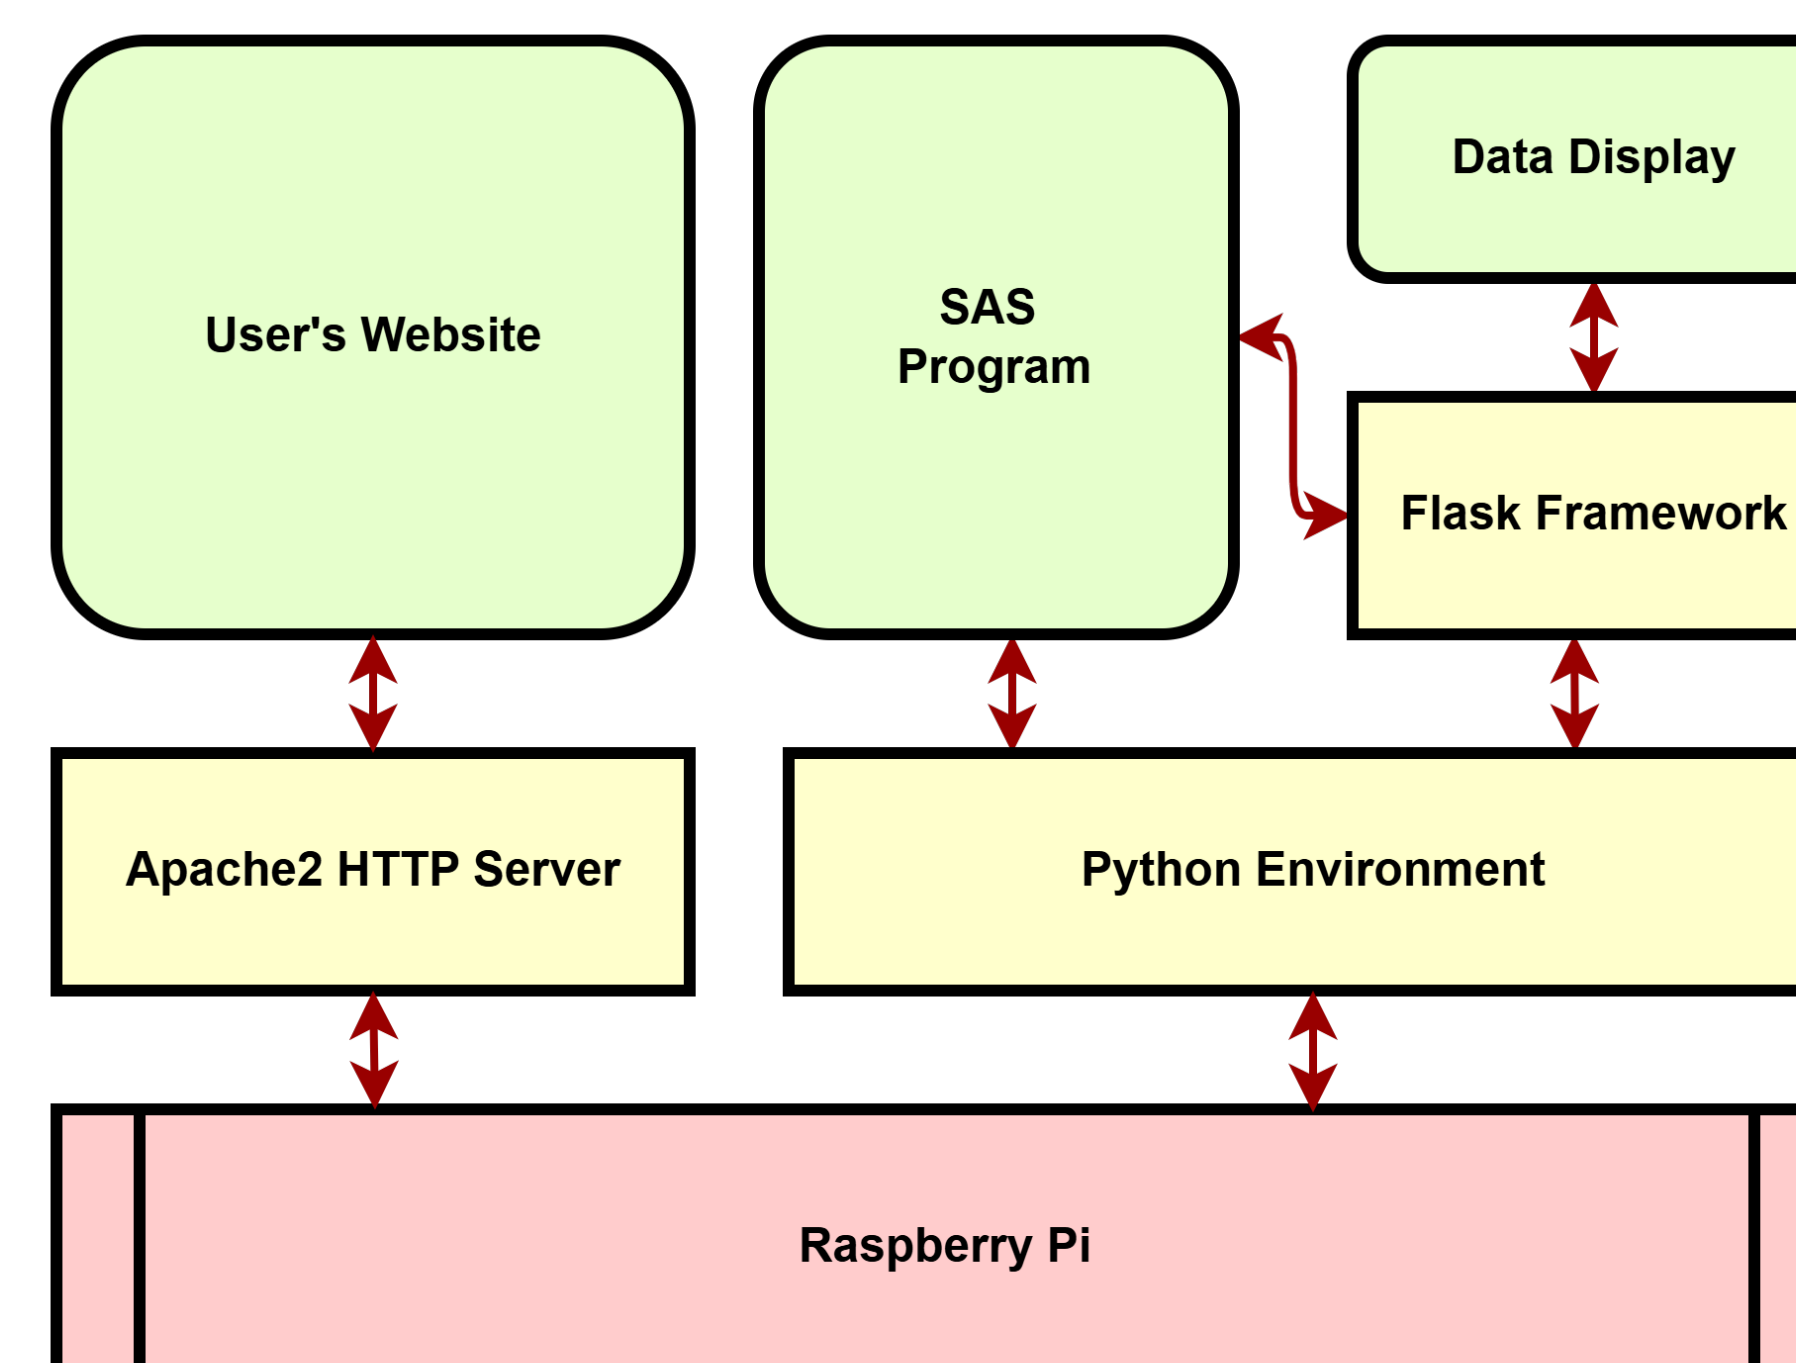 User's Website
SAS
Program
Data Display
Flask Framework
Apache2 HTTP Server
Python Environment
Raspberry Pi